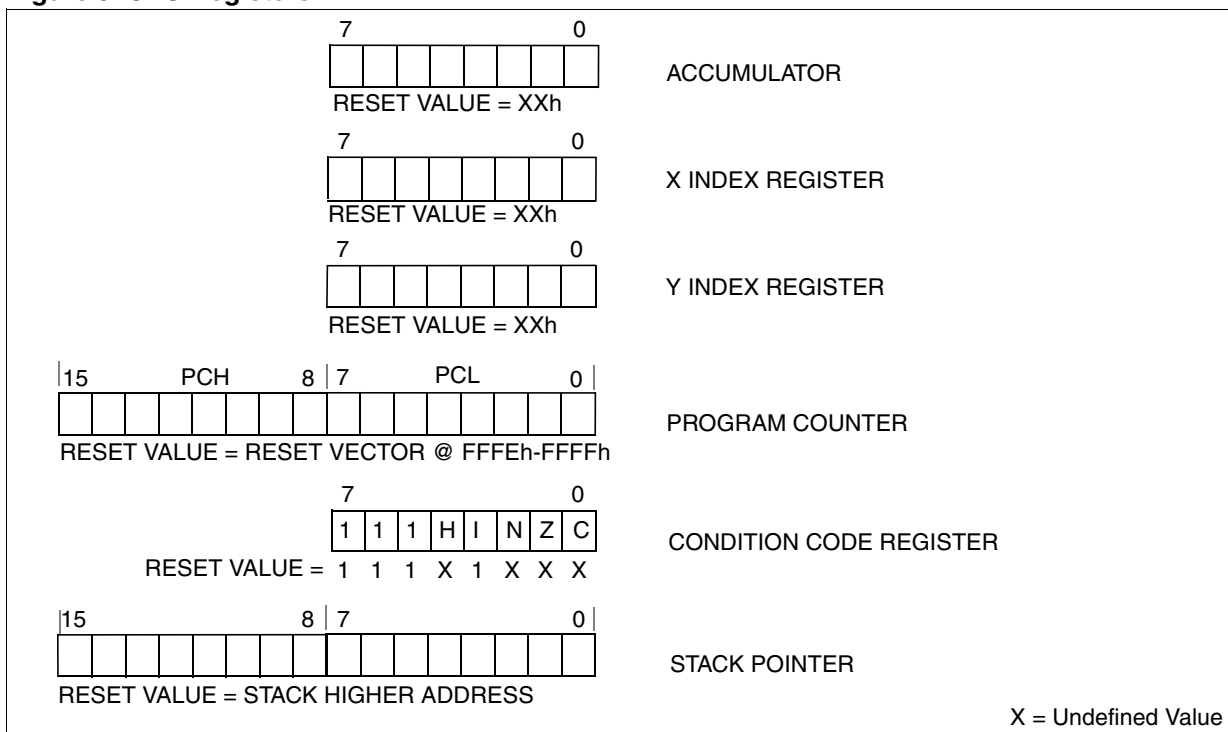 7 0
ACCUMULATOR
RESET VALUE = XXh
7 0
X INDEX REGISTER
RESET VALUE = XXh
7 0
Y INDEX REGISTER
RESET VALUE = XXh
15 PCH 8 7 PCL 0
PROGRAM COUNTER
RESET VALUE = RESET VECTOR @ FFFEh-FFFFh
7 0
1 1 1 H I N Z C
CONDITION CODE REGISTER
RESET VALUE = 1 1 1 X 1 X X X
15 8 7 0
STACK POINTER
RESET VALUE = STACK HIGHER ADDRESS
X = Undefined Value